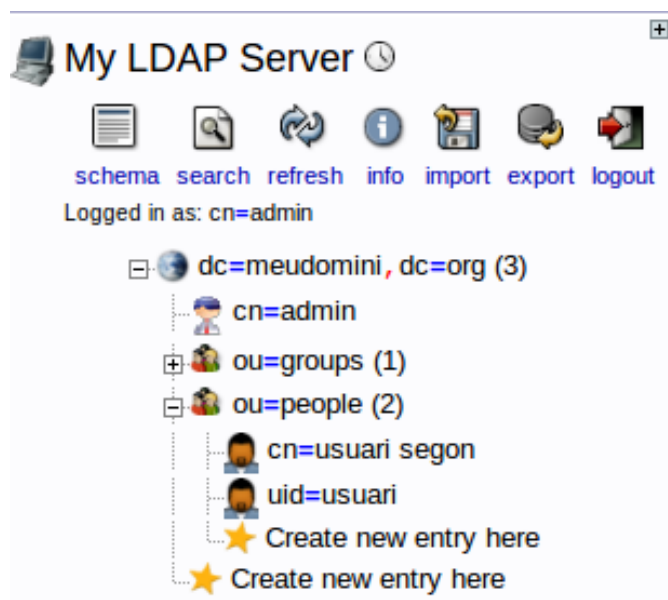 My LDAP Server
schema search refresh info import export logout
Logged in as: cn=admin
dc=meudomini,dc=org (3)
cn=admin
ou=groups (1)
ou=people (2)
cn=usuari segon
uid=usuari
Create new entry here
Create new entry here